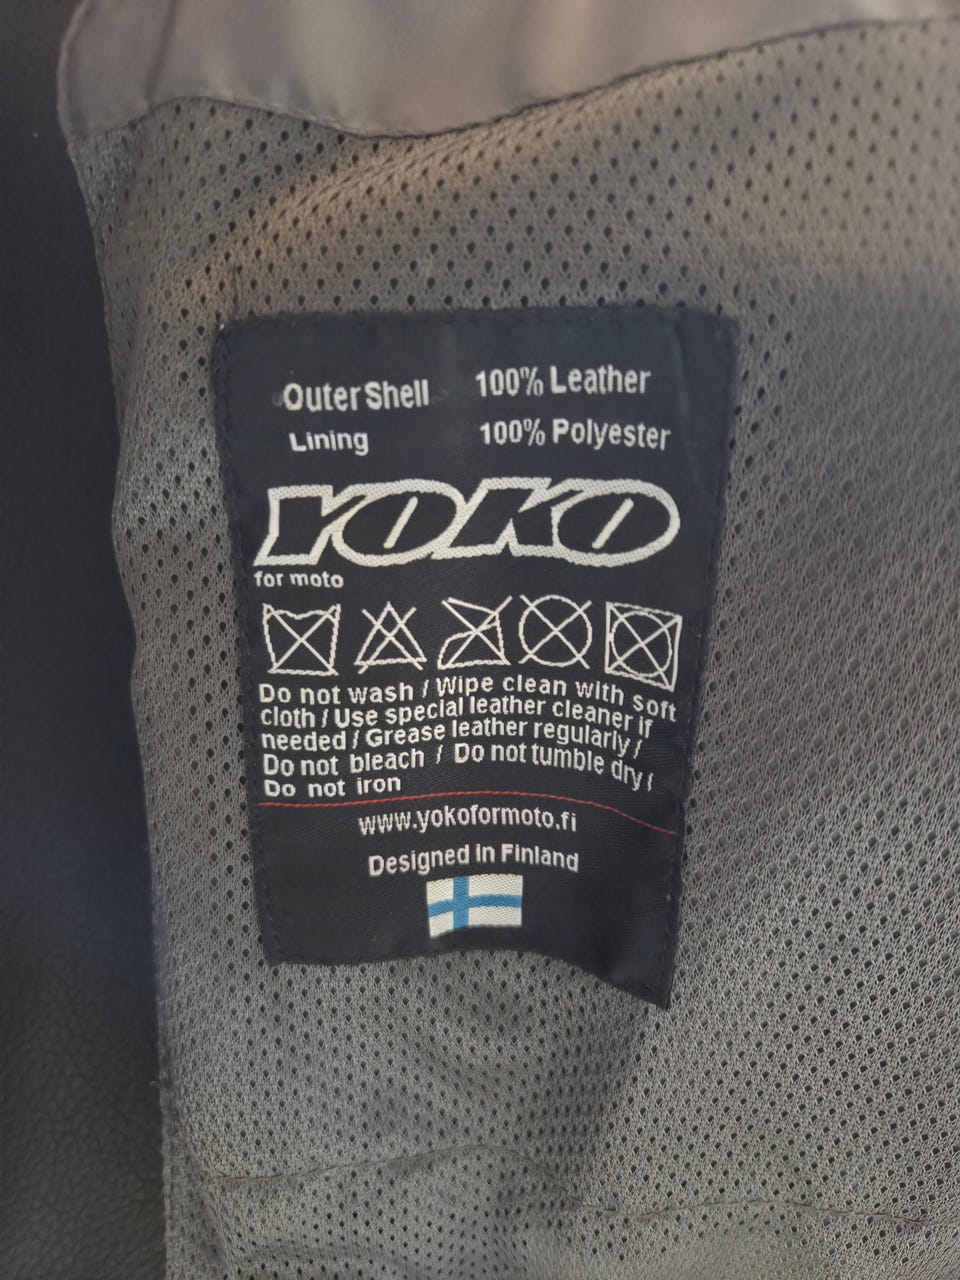 Outer Shell 100% Leather
Lining 100% Polyester
YOKO
for moto
Do not wash / Wipe clean with soft
cloth / Use special leather cleaner if
needed / Grease leather regularly /
Do not bleach / Do not tumble dry /
Do not iron
www.yokoformoto.fi
Designed in Finland